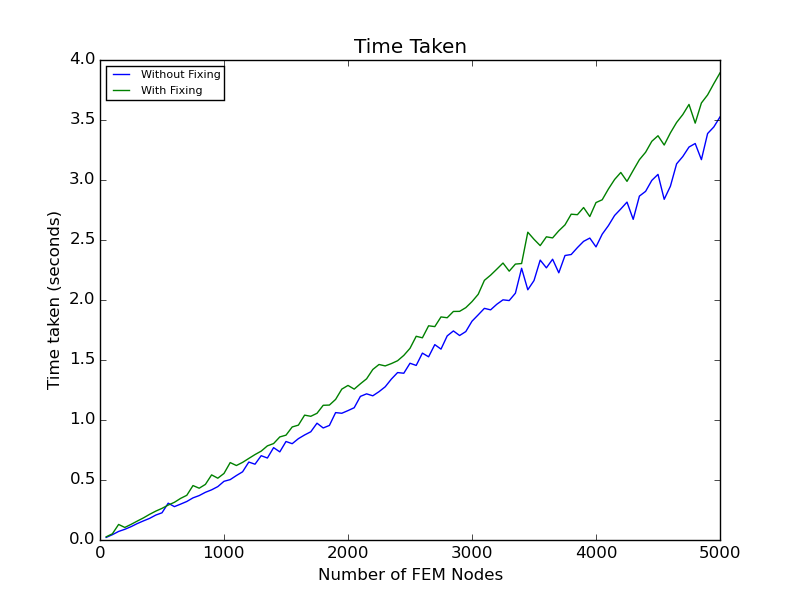 Time Taken
4.0
3.5
3.0
2.5
2.0
1.5
1.0
0.5
0.0
Time taken (seconds)
Without Fixing
With Fixing
0 1000 2000 3000 4000 5000
Number of FEM Nodes